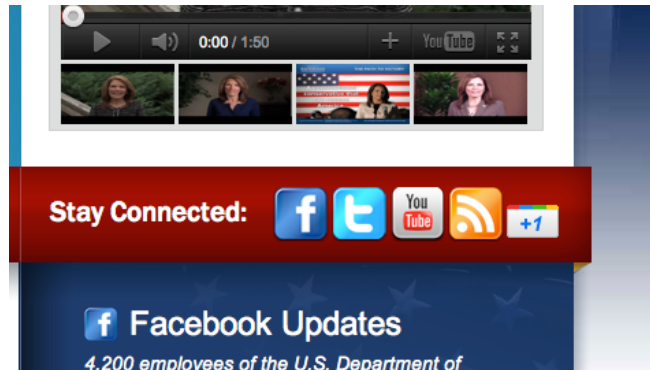 0:00 / 1:50
YouTube
Stay Connected:
You
Tube
+1
Facebook Updates
4,200 employees of the U.S. Department of